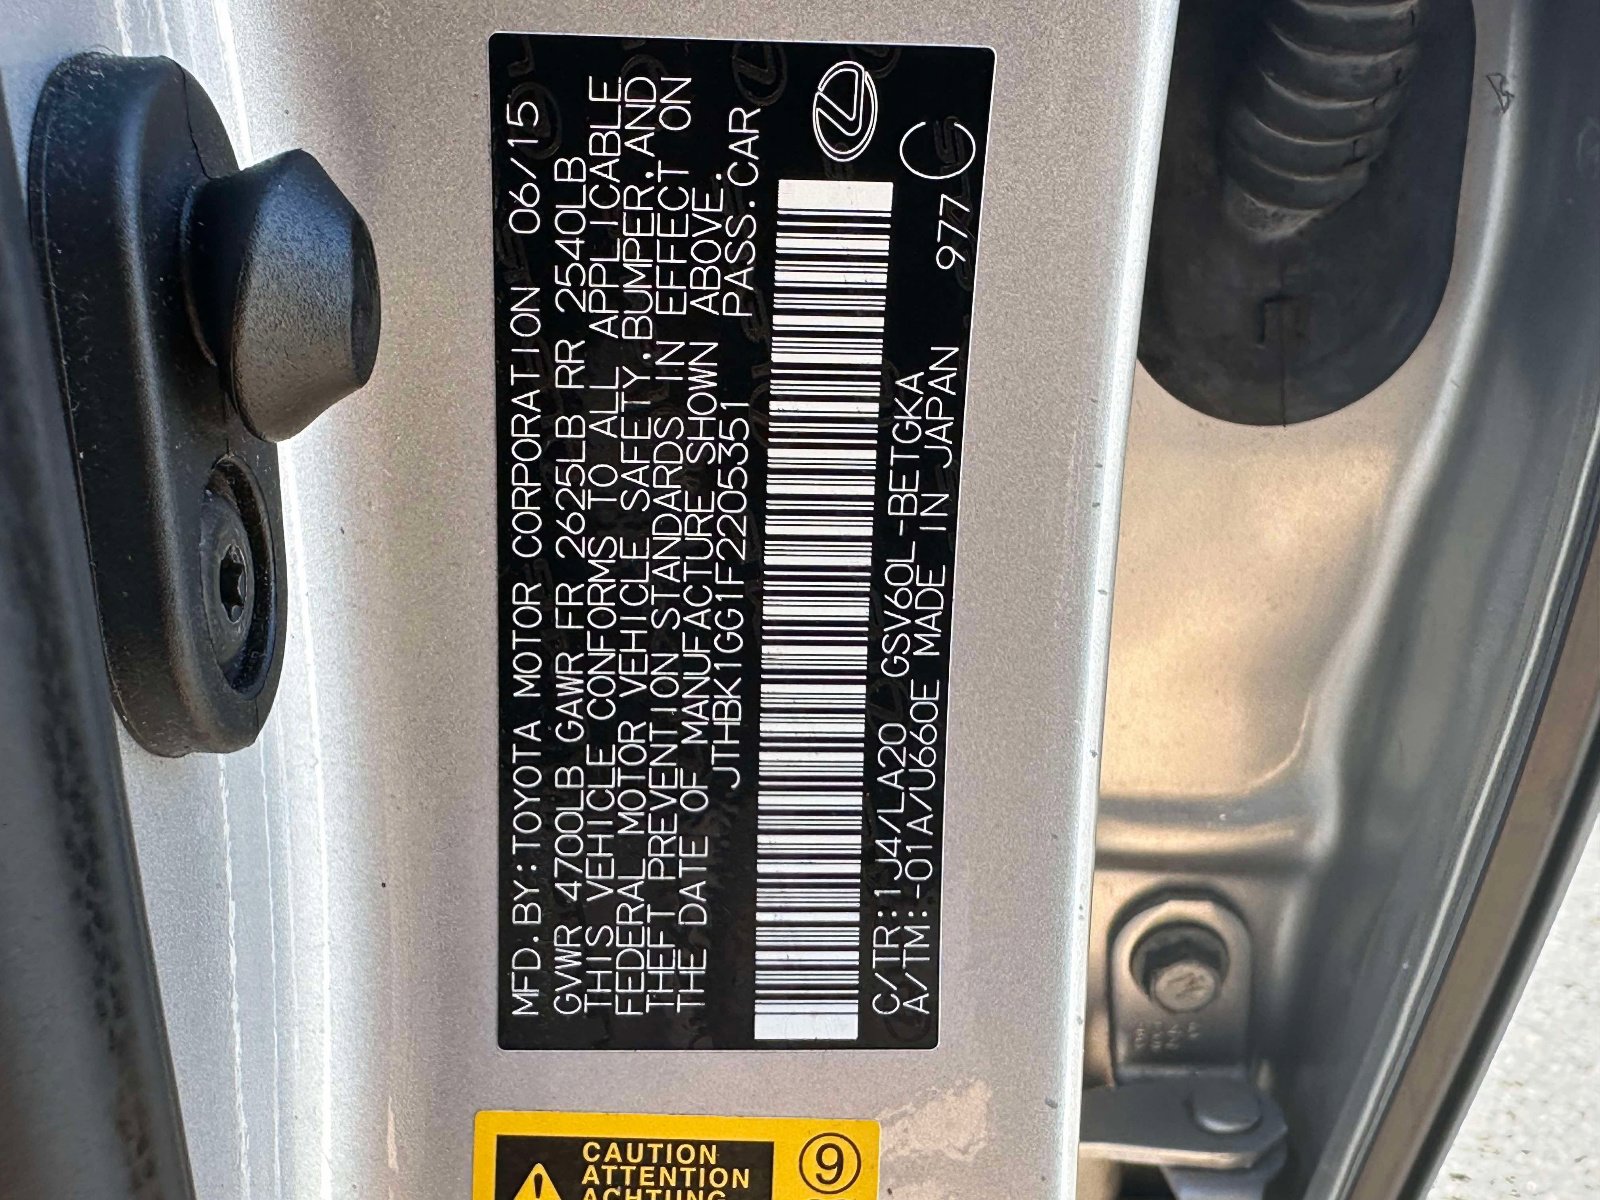 MFD.BY:TOYOTA MOTOR CORPORATION 06/15
GVWR 4700LB GAWR FR 2625LB RR 2540LB
THIS VEHICLE CONFORMS TO ALL APPLICABLE
FEDERAL MOTOR VEHICLE SAFETY,BUMPER,AND
THEFT PREVENTION STANDARDS IN EFFECT ON
THE DATE OF MANUFACTURE SHOWN ABOVE.
JTHBK1GG1F2205351 PASS.CAR
C/TR:1J4/LA20 GSV60L-BETGKA
A/TM:-01A/U660E MADE IN JAPAN 977 C
CAUTION
ATTENTION
ACHTUNG
9